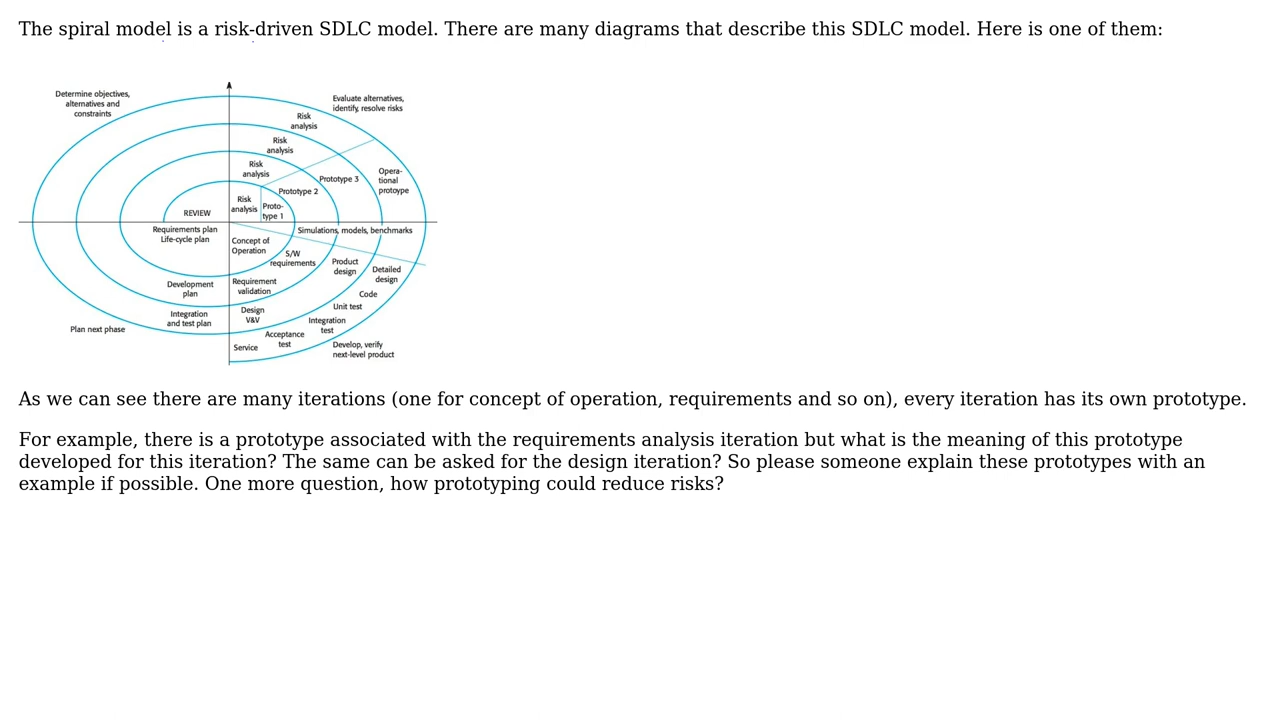 The spiral model is a risk-driven SDLC model. There are many diagrams that describe this SDLC model. Here is one of them:
Determine objectives,
alternatives and
constraints
Evaluate alternatives,
identify, resolve risks
Risk
analysis
Risk
analysis
Risk
analysis
Risk
analysis
Proto-
type 1
Prototype 2
Prototype 3
Opera-
tional
protoype
REVIEW
Requirements plan
Life-cycle plan
Simulations, models, benchmarks
Concept of
Operation
S/W
requirements
Product
design
Detailed
design
Development
plan
Requirement
validation
Code
Unit test
Integration
and test plan
Design
V&V
Integration
test
Plan next phase
Acceptance
test
Service
Develop, verify
next-level product
As we can see there are many iterations (one for concept of operation, requirements and so on), every iteration has its own prototype.
For example, there is a prototype associated with the requirements analysis iteration but what is the meaning of this prototype
developed for this iteration? The same can be asked for the design iteration? So please someone explain these prototypes with an
example if possible. One more question, how prototyping could reduce risks?